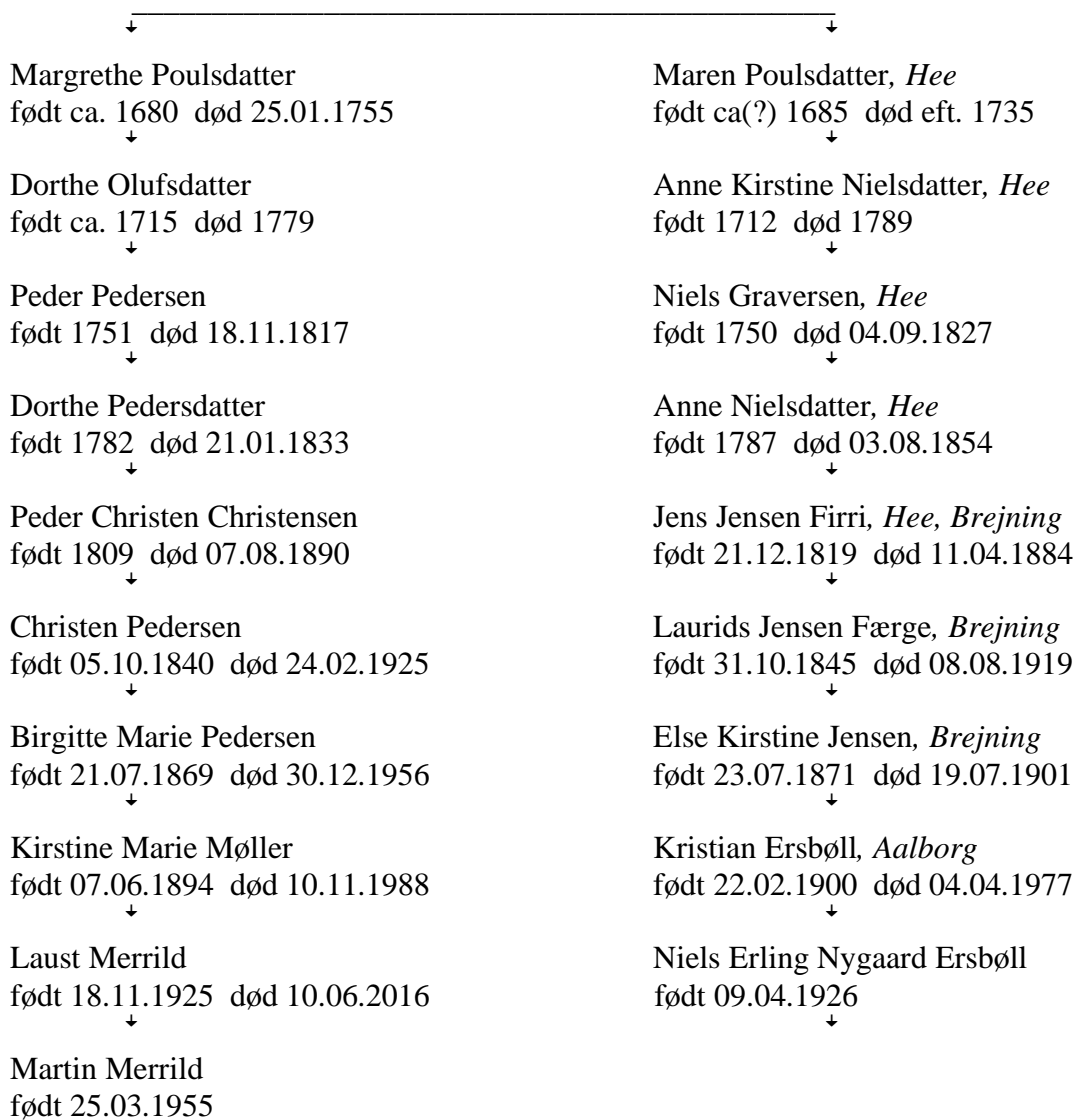 Margrethe Poulsdatter
født ca. 1680 død 25.01.1755
Dorthe Olufsdatter
født ca. 1715 død 1779
Peder Pedersen
født 1751 død 18.11.1817
Dorthe Pedersdatter
født 1782 død 21.01.1833
Peder Christen Christensen
født 1809 død 07.08.1890
Christen Pedersen
født 05.10.1840 død 24.02.1925
Birgitte Marie Pedersen
født 21.07.1869 død 30.12.1956
Kirstine Marie Møller
født 07.06.1894 død 10.11.1988
Laust Merrild
født 18.11.1925 død 10.06.2016
Martin Merrild
født 25.03.1955
Maren Poulsdatter, Hee
født ca(?) 1685 død eft. 1735
Anne Kirstine Nielsdatter, Hee
født 1712 død 1789
Niels Graversen, Hee
født 1750 død 04.09.1827
Anne Nielsdatter, Hee
født 1787 død 03.08.1854
Jens Jensen Firri, Hee, Brejning
født 21.12.1819 død 11.04.1884
Laurids Jensen Færge, Brejning
født 31.10.1845 død 08.08.1919
Else Kirstine Jensen, Brejning
født 23.07.1871 død 19.07.1901
Kristian Ersbøll, Aalborg
født 22.02.1900 død 04.04.1977
Niels Erling Nygaard Ersbøll
født 09.04.1926